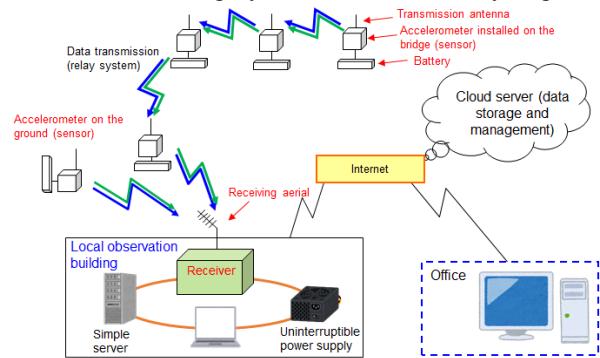 Transmission antenna
Accelerometer installed on the
bridge (sensor)
Battery
Data transmission
(relay system)
Cloud server (data
storage and
management)
Accelerometer on the
ground (sensor)
Internet
Receiving aerial
Local observation
building
Receiver
Office
Simple
server
Uninterruptible
power supply